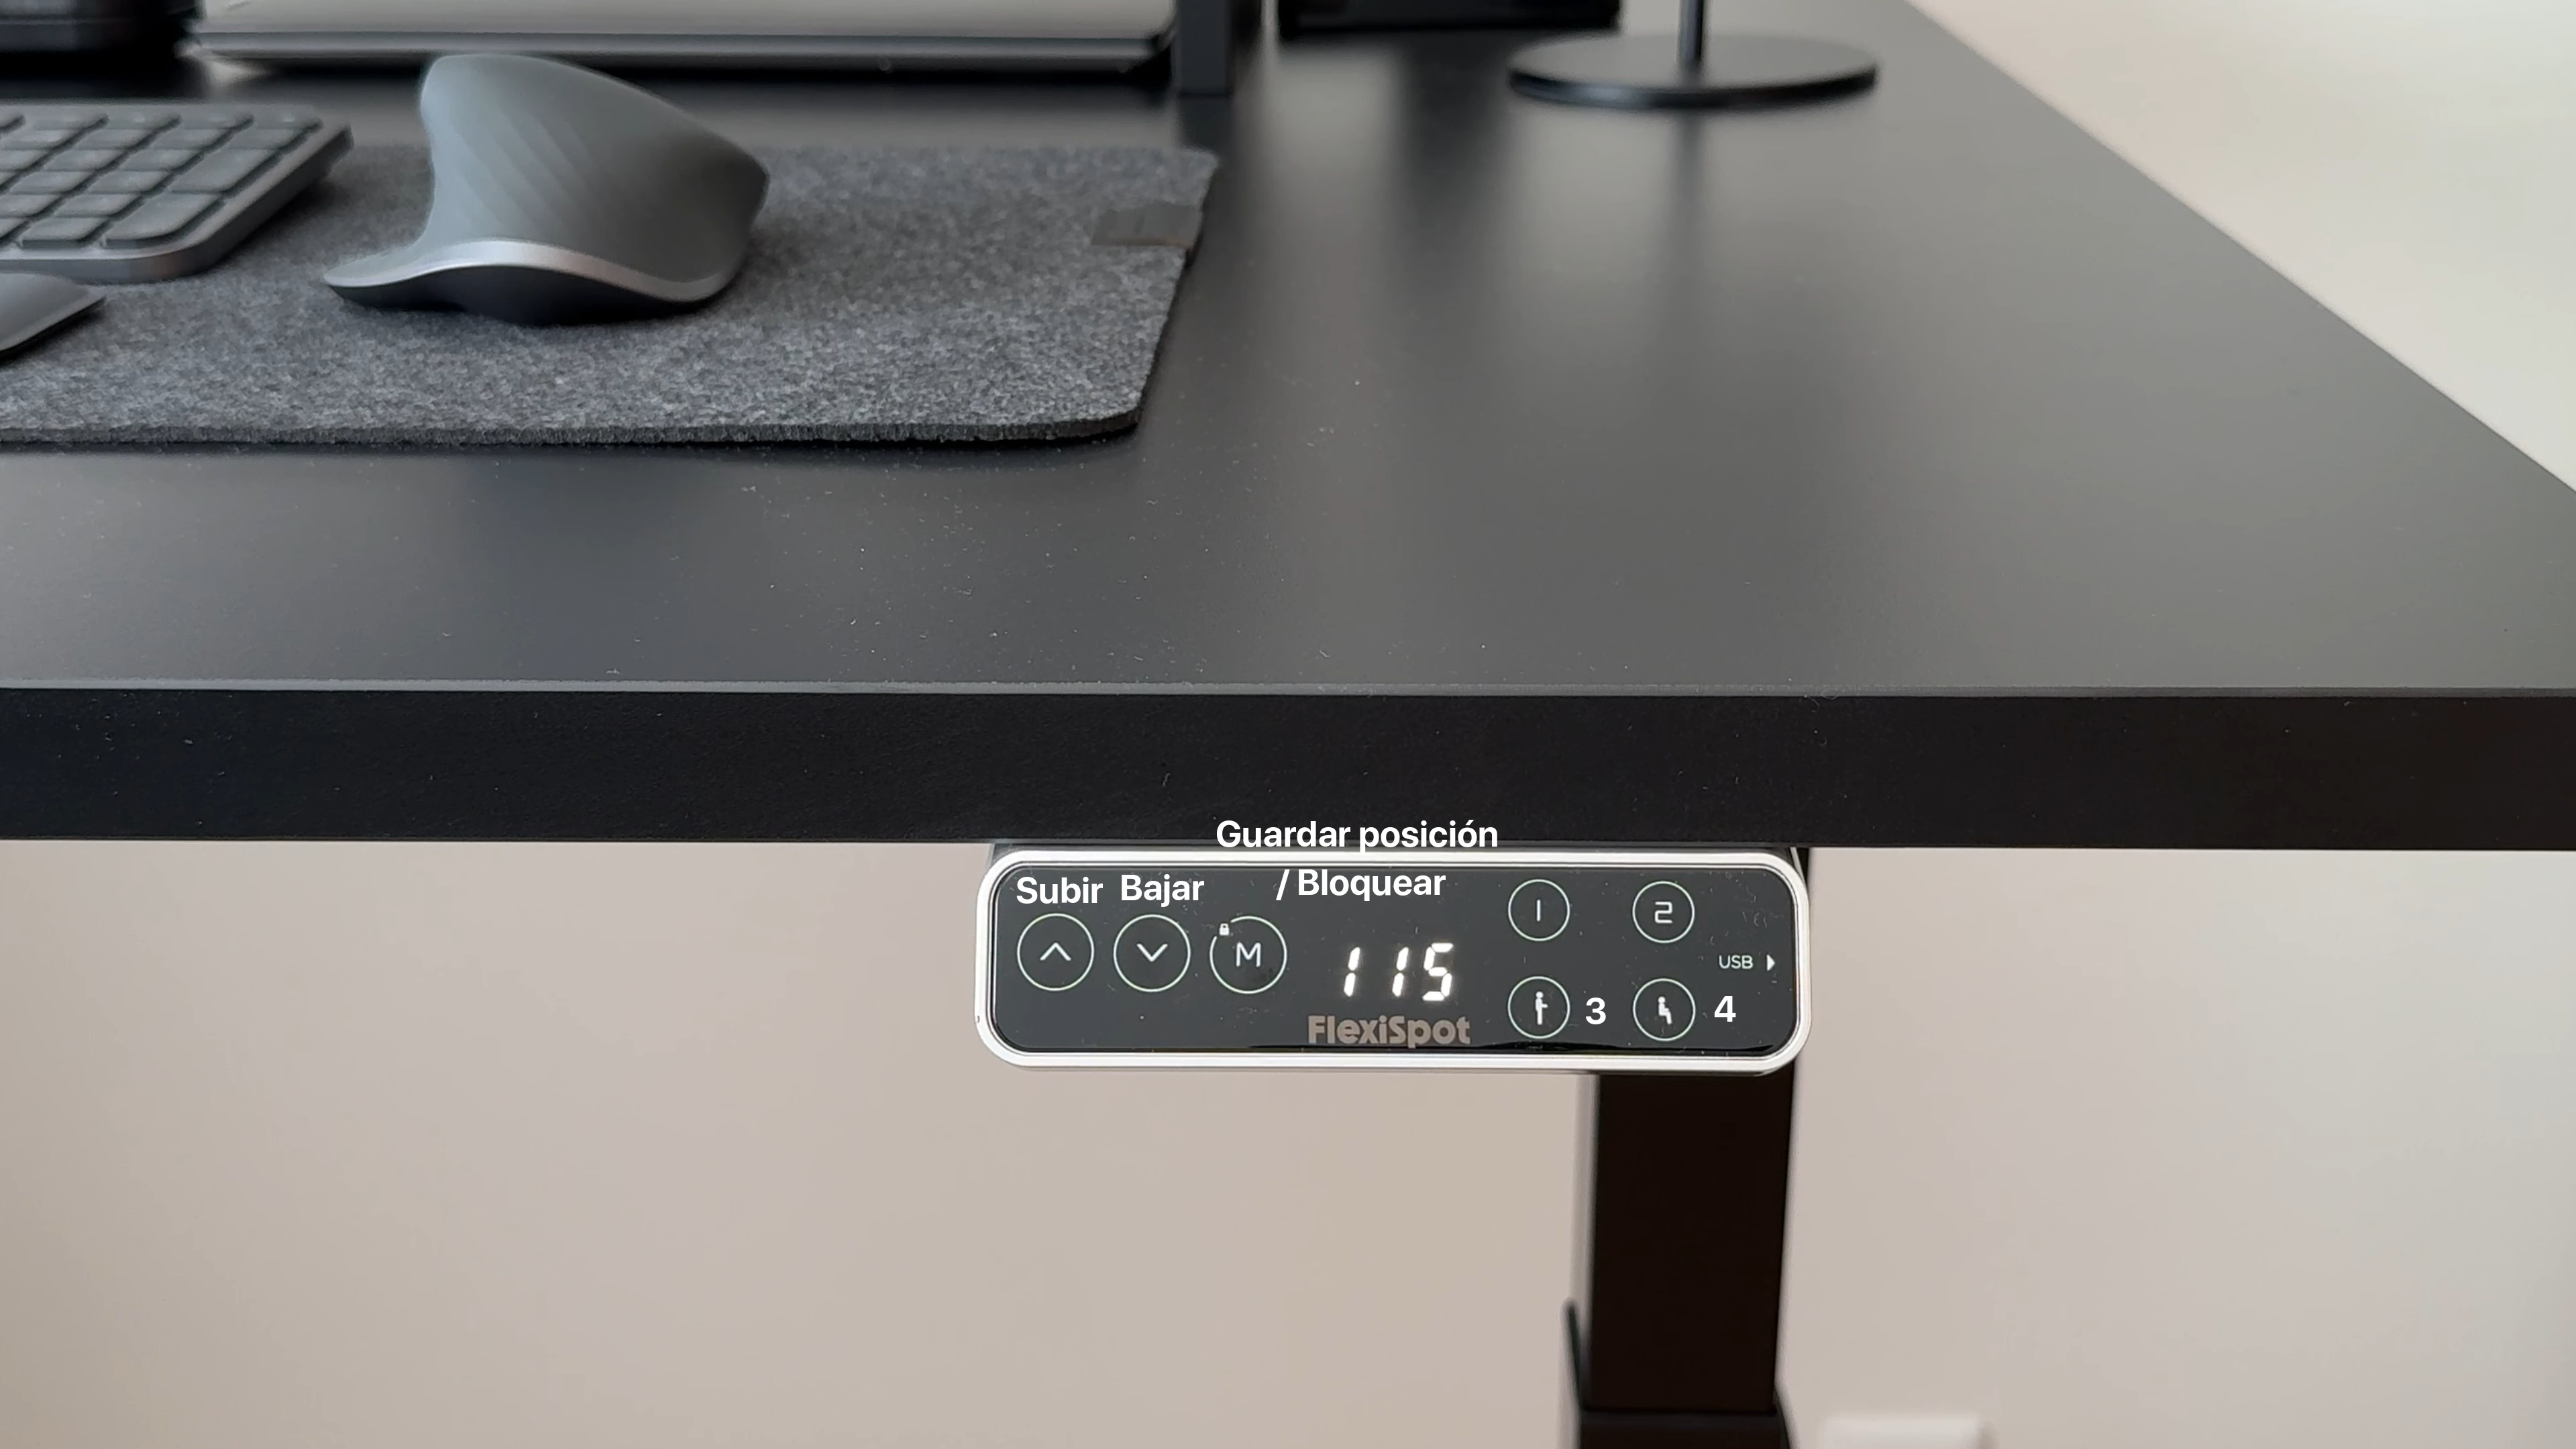 Guardar posición
/ Bloquear
Subir
Bajar
M
115
FlexiSpot
1
2
USB
3
4